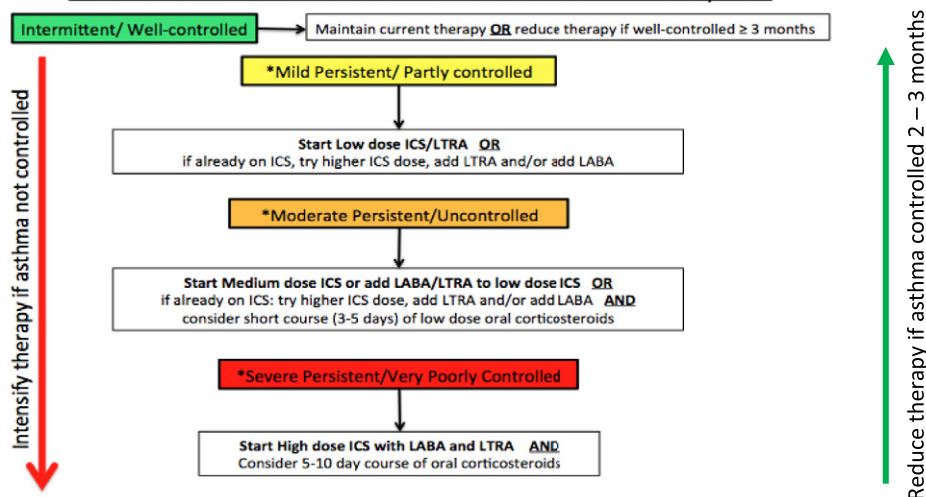 Intermittent/ Well-controlled
Maintain current therapy OR reduce therapy if well-controlled ≥ 3 months
*Mild Persistent/ Partly controlled
Start Low dose ICS/LTRA OR
if already on ICS, try higher ICS dose, add LTRA and/or add LABA
*Moderate Persistent/Uncontrolled
Start Medium dose ICS or add LABA/LTRA to low dose ICS OR
if already on ICS: try higher ICS dose, add LTRA and/or add LABA AND
consider short course (3-5 days) of low dose oral corticosteroids
*Severe Persistent/Very Poorly Controlled
Start High dose ICS with LABA and LTRA AND
Consider 5-10 day course of oral corticosteroids
Intensify therapy if asthma not controlled
Reduce therapy if asthma controlled 2 – 3 months